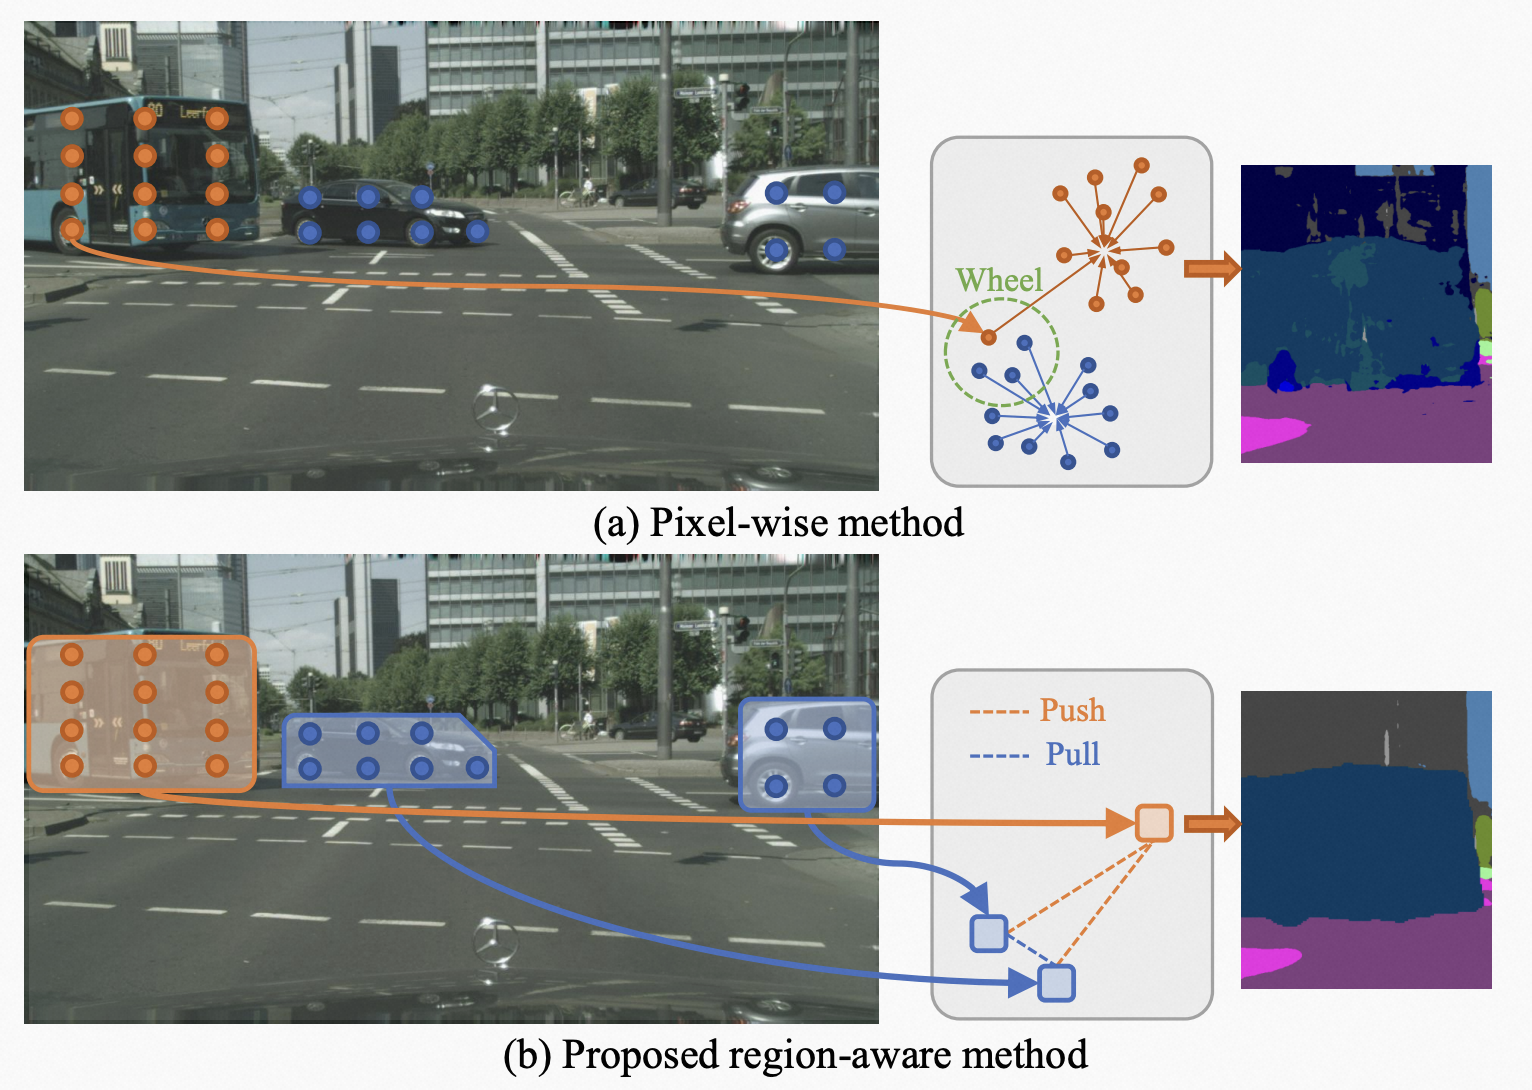 Wheel
(a) Pixel-wise method
Push
Pull
(b) Proposed region-aware method